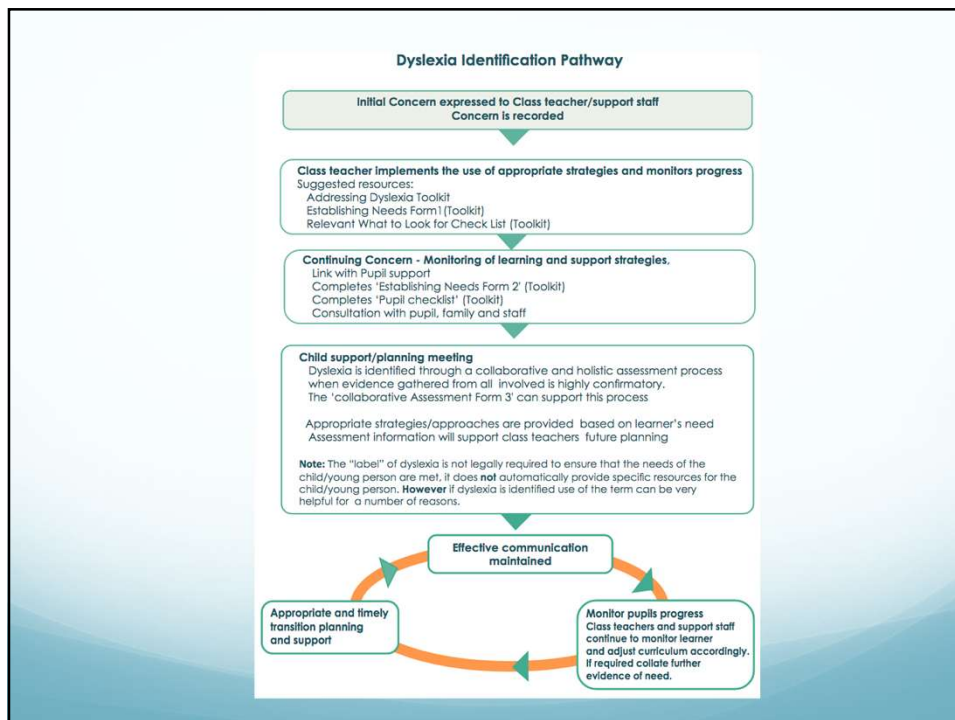 Dyslexia Identification Pathway
Initial Concern expressed to Class teacher/support staff
Concern is recorded
Class teacher implements the use of appropriate strategies and monitors progress
Suggested resources:
Addressing Dyslexia Toolkit
Establishing Needs Form1(Toolkit)
Relevant What to Look for Check List (Toolkit)
Continuing Concern - Monitoring of learning and support strategies,
Link with Pupil support
Completes 'Establishing Needs Form 2' (Toolkit)
Completes 'Pupil checklist' (Toolkit)
Consultation with pupil, family and staff
Child support/planning meeting
Dyslexia is identified through a collaborative and holistic assessment process
when evidence gathered from all involved is highly confirmatory.
The 'collaborative Assessment Form 3' can support this process
Appropriate strategies/approaches are provided based on learner's need
Assessment information will support class teachers future planning
Note: The "label" of dyslexia is not legally required to ensure that the needs of the
child/young person are met, it does not automatically provide specific resources for the
child/young person. However if dyslexia is identified use of the term can be very
helpful for a number of reasons.
Effective communication
maintained
Appropriate and timely
transition planning
and support
Monitor pupils progress
Class teachers and support staff
continue to monitor learner
and adjust curriculum accordingly.
If required collate further
evidence of need.